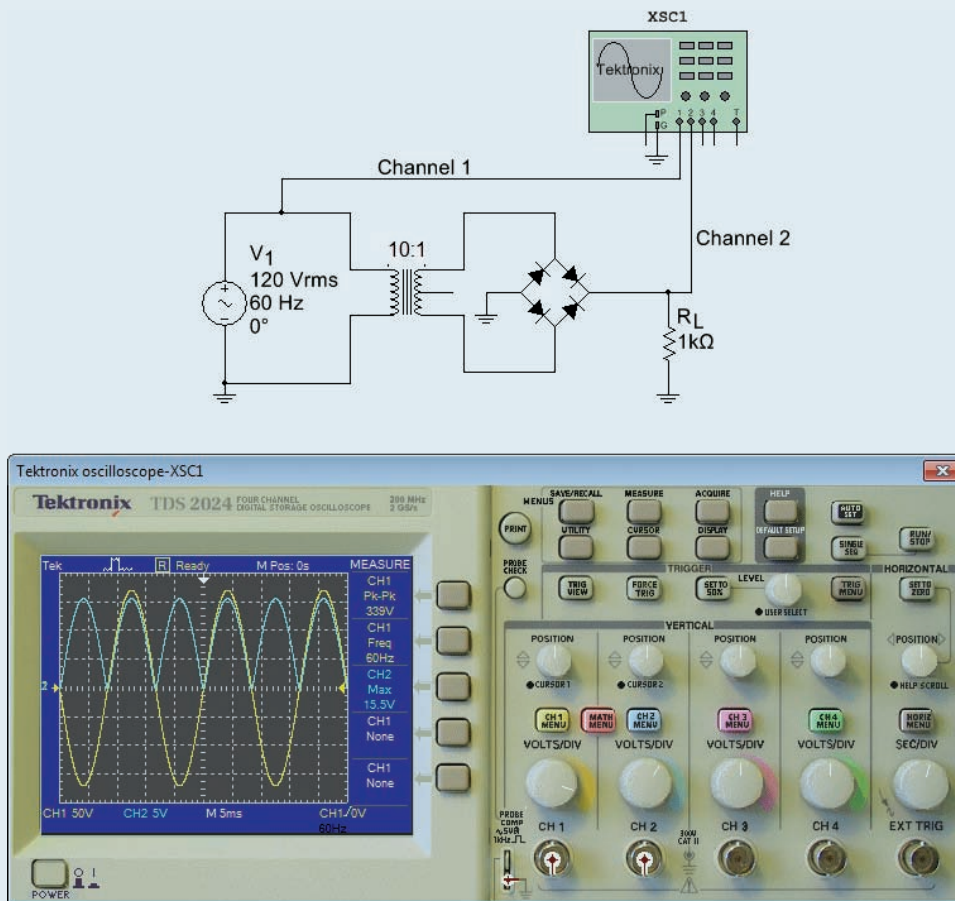 XSC1
Tektronix
P
G
1 2 3 4 T
Channel 1
Channel 2
10:1
V1
120 Vrms
60 Hz
0°
RL
1kΩ
Tektronix oscilloscope-XSC1
Tektronix TDS 2024 FOUR CHANNEL DIGITAL STORAGE OSCILLOSCOPE
200 MHz
2 GS/s
Tek R Ready M Pos: 0s MEASURE
CH1
Pk-Pk
339V
CH1
Freq
60Hz
CH2
Max
15.5V
CH1
None
CH1
None
2
CH1 50V CH2 5V M 5ms CH1/0V
60Hz
POWER
MENUS
SAVE/RECALL MEASURE ACQUIRE HELP
UTILITY CURSOR DISPLAY DEFAULT SETUP
AUTO SET
SINGLE SEQ
RUN/STOP
PRINT
PROBE CHECK
TRIGGER
TRIG VIEW
FORCE TRIG
SET TO 50%
LEVEL
USER SELECT
TRIG MENU
HORIZONTAL
SET TO ZERO
VERTICAL
POSITION POSITION POSITION POSITION POSITION
CURSOR 1 CURSOR 2 HELP SCROLL
CH 1 MENU
MATH MENU
CH 2 MENU
CH 3 MENU
CH 4 MENU
HORIZ MENU
VOLTS/DIV VOLTS/DIV VOLTS/DIV VOLTS/DIV SEC/DIV
PROBE COMP
~5V
1kHz
CH 1 CH 2 CH 3 CH 4 EXT TRIG
300V
CAT II